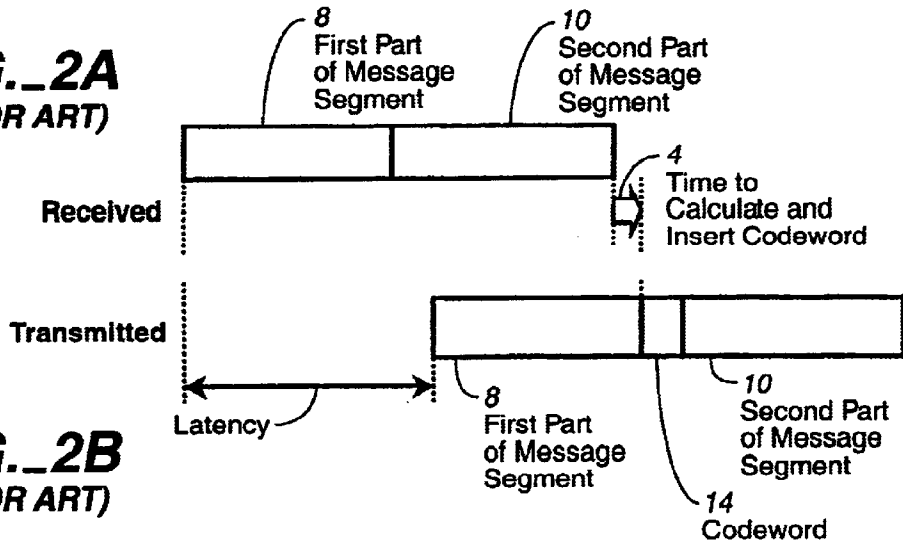 8
First Part
of Message
Segment
10
Second Part
of Message
Segment
G._2A
OR ART)
4
Time to
Calculate and
Insert Codeword
Received
Transmitted
Latency
8
First Part
of Message
Segment
10
Second Part
of Message
Segment
G._2B
OR ART)
14
Codeword